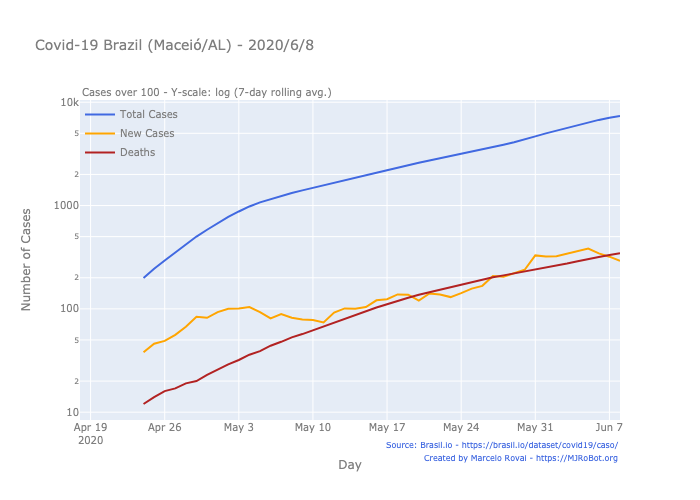 Covid-19 Brazil (Maceió/AL) - 2020/6/8
Cases over 100 - Y-scale: log (7-day rolling avg.)
Total Cases
New Cases
Deaths
Number of Cases
10k
5
2
1000
5
2
100
5
2
10
Apr 19
2020
Apr 26
May 3
May 10
May 17
May 24
May 31
Jun 7
Source: Brasil.io - https://brasil.io/dataset/covid19/caso/
Created by Marcelo Rovai - https://MJRoBot.org
Day